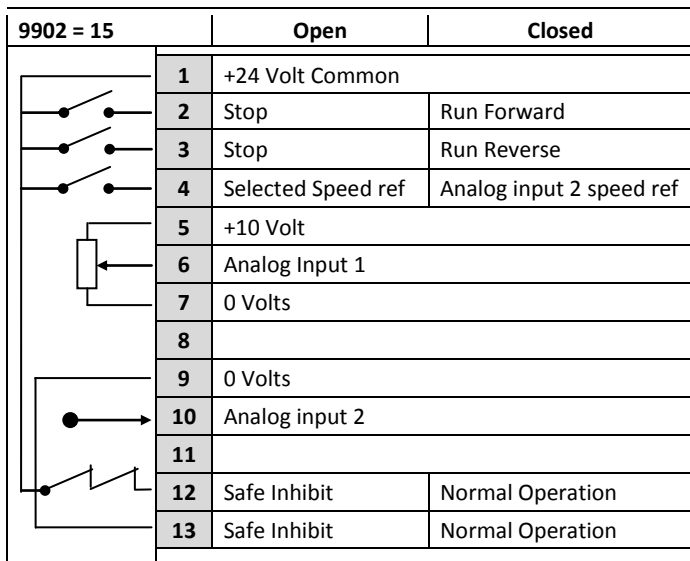 9902 = 15 Open Closed
1 +24 Volt Common
2 Stop Run Forward
3 Stop Run Reverse
4 Selected Speed ref Analog input 2 speed ref
5 +10 Volt
6 Analog Input 1
7 0 Volts
8
9 0 Volts
10 Analog input 2
11
12 Safe Inhibit Normal Operation
13 Safe Inhibit Normal Operation